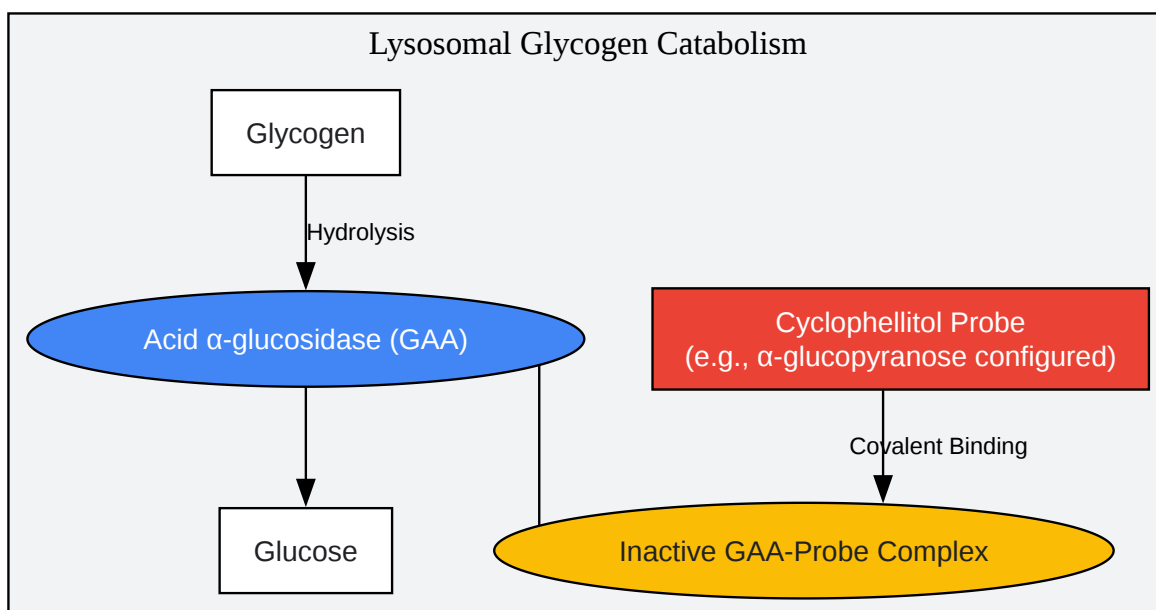 Lysosomal Glycogen Catabolism
Glycogen
Hydrolysis
Acid α-glucosidase (GAA)
Cyclophellitol Probe
(e.g., α-glucopyranose configured)
Covalent Binding
Glucose
Inactive GAA-Probe Complex